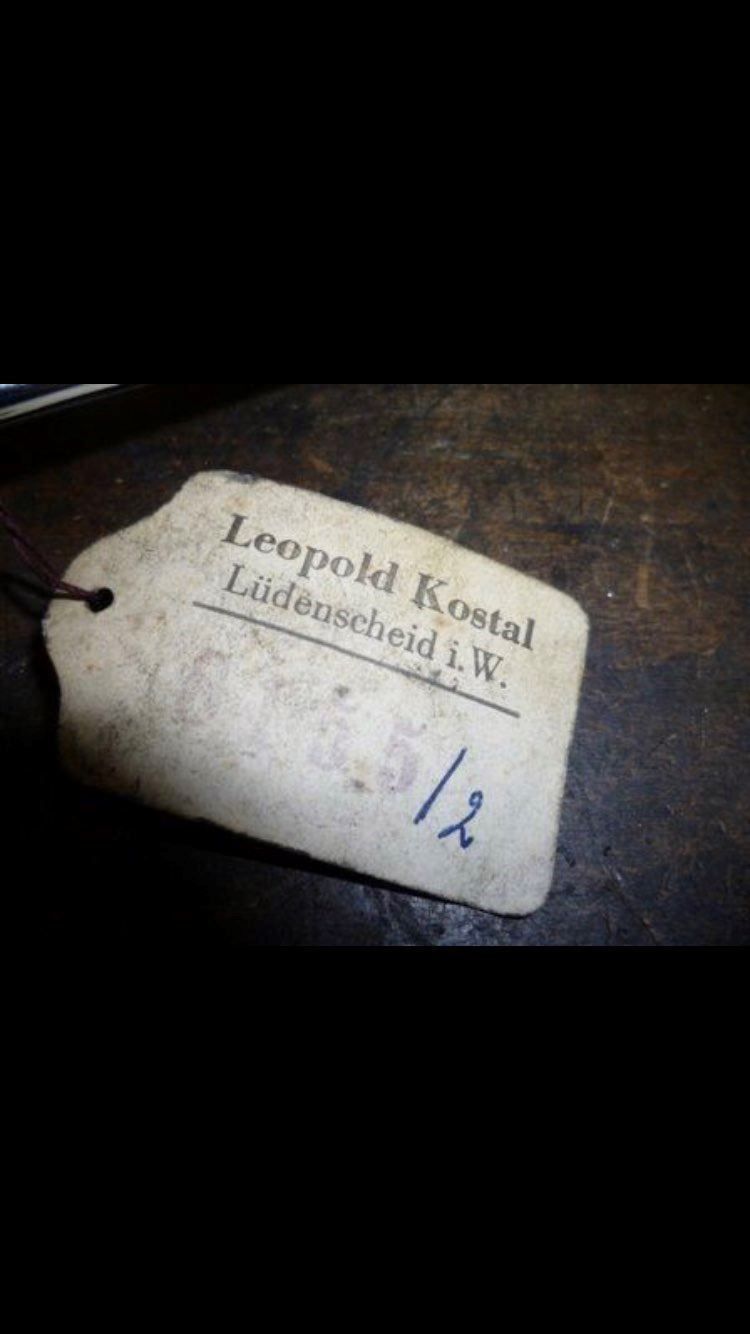 Leopold Kostal
Lüdenscheid i.W.
/2